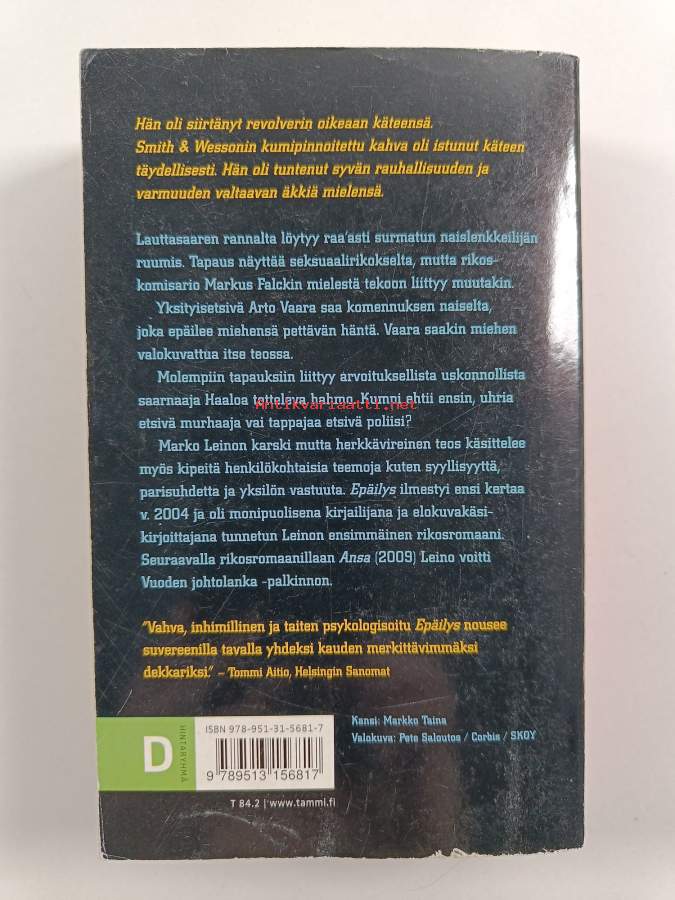 Hän oli siirtänyt revolverin oikeaan käteensä.
Smith & Wessonin kumipinnoitettu kahva oli istunut käteen
täydellisesti. Hän oli tuntenut syvän rauhallisuuden ja
varmuuden valtaavan äkkiä mielensä.
Lauttasaaren rannalta löytyy raa'asti surmatun naislenkkeilijän
ruumis. Tapaus näyttää seksuaalirikokselta, mutta rikos-
komisario Markus Falckin mielestä tekoon liittyy muutakin.
Yksityisetsivä Arto Vaara saa komennuksen naiselta,
joka epäilee miehensä pettävän häntä. Vaara saakin miehen
valokuvattua itse teossa.
Molempiin tapauksiin liittyy arvoituksellista uskonnollista
saarnaaja Haaloa totteleva hahmo. Kumpi ehtii ensin, uhria
Antikvariaatti.net
etsivä murhaaja vai tappajaa etsivä poliisi?
Marko Leinon karski mutta herkkävireinen teos käsittelee
myös kipeitä henkilökohtaisia teemoja kuten syyllisyyttä,
parisuhdetta ja yksilön vastuuta. Epäilys ilmestyi ensi kertaa
v. 2004 ja oli monipuolisena kirjailijana ja elokuvakäsi-
kirjoittajana tunnetun Leinon ensimmäinen rikosromaani.
Seuraavalla rikosromaanillaan Ansa (2009) Leino voitti
Vuoden johtolanka -palkinnon.
"Vahva, inhimillinen ja taiten psykologisoitu Epäilys nousee
suvereenilla tavalla yhdeksi kauden merkittävimmäksi
dekkariksi." – Tommi Aitio, Helsingin Sanomat
D
HINTARYHMÄ
ISBN 978-951-31-5681-7
9 789513 156817
T 84.2 | www.tammi.fi
Kansi: Markko Taina
Valokuva: Pete Saloutos / Corbis / SKOY